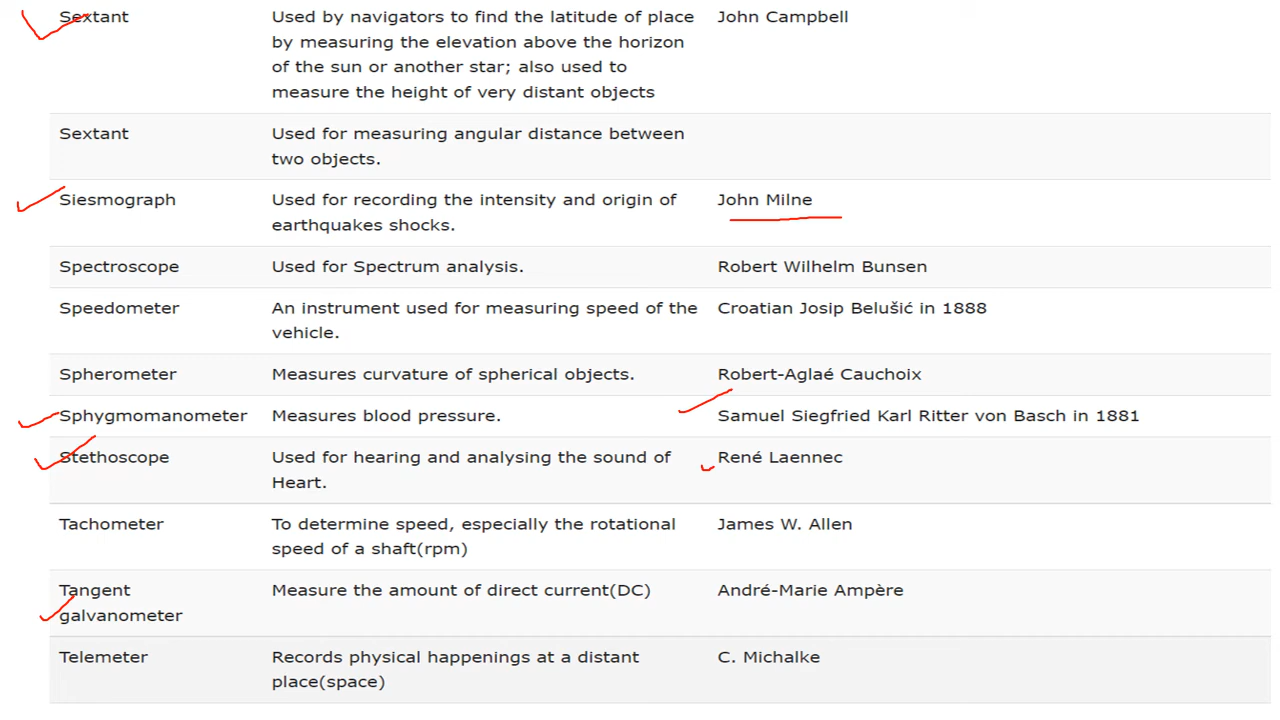 Sextant Used by navigators to find the latitude of place John Campbell
by measuring the elevation above the horizon
of the sun or another star; also used to
measure the height of very distant objects
Sextant Used for measuring angular distance between
two objects.
Siesmograph Used for recording the intensity and origin of John Milne
earthquakes shocks.
Spectroscope Used for Spectrum analysis. Robert Wilhelm Bunsen
Speedometer An instrument used for measuring speed of the Croatian Josip Belušić in 1888
vehicle.
Spherometer Measures curvature of spherical objects. Robert-Aglaé Cauchoix
Sphygmomanometer Measures blood pressure. Samuel Siegfried Karl Ritter von Basch in 1881
Stethoscope Used for hearing and analysing the sound of René Laennec
Heart.
Tachometer To determine speed, especially the rotational James W. Allen
speed of a shaft(rpm)
Tangent Measure the amount of direct current(DC) André-Marie Ampère
galvanometer
Telemeter Records physical happenings at a distant C. Michalke
place(space)